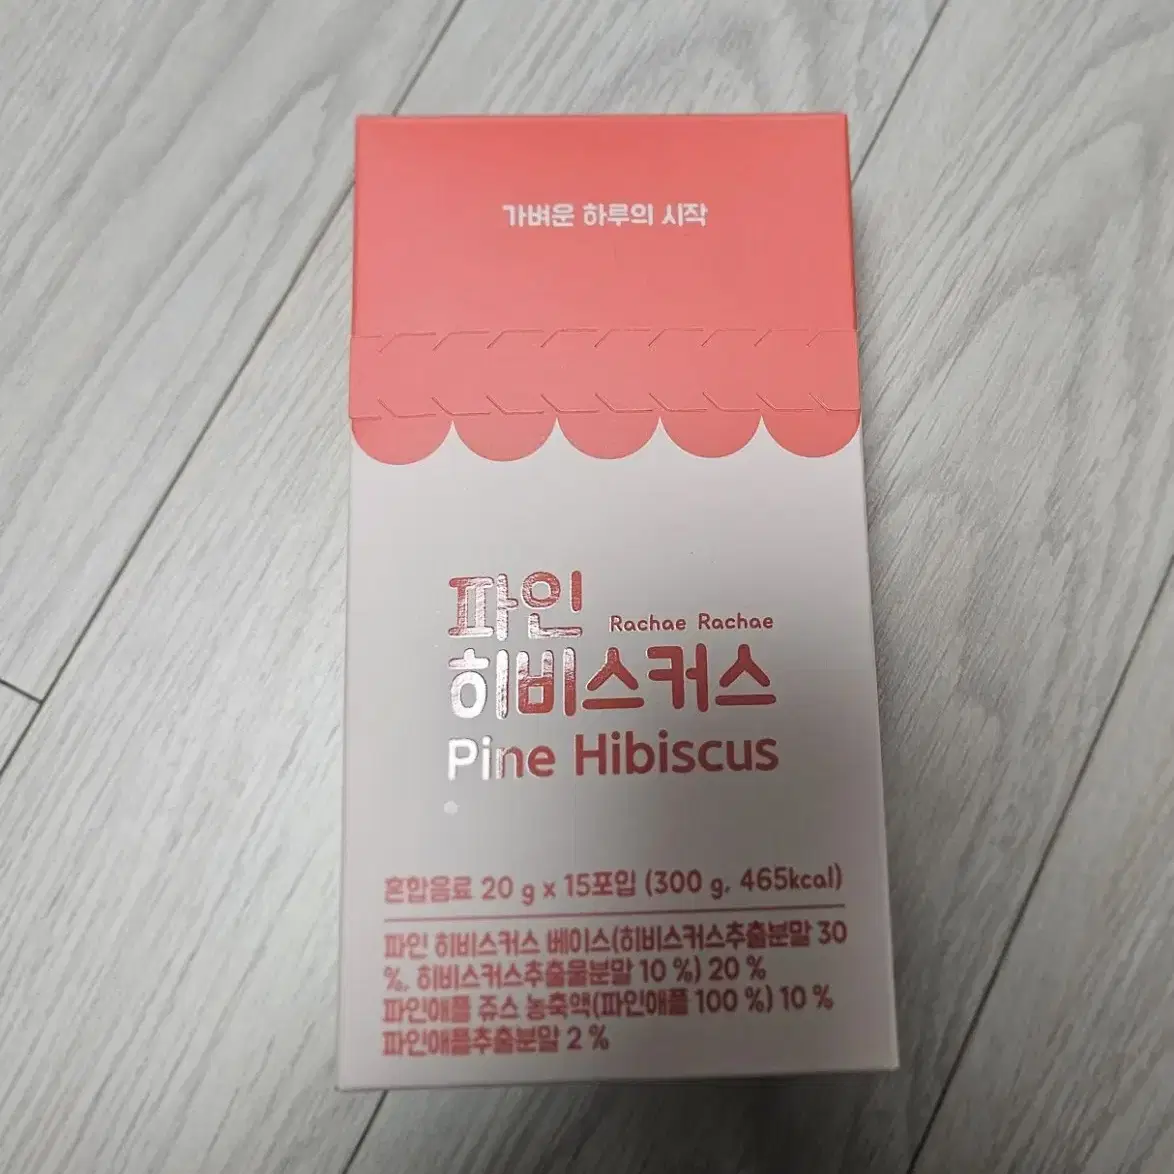 가벼운 하루의 시작
파인 Rachae Rachae
히비스커스
Pine Hibiscus
혼합음료 20 g x 15포입 (300 g, 465kcal)
파인 히비스커스 베이스(히비스커스추출분말 30
%, 히비스커스추출물분말 10 %) 20 %
파인애플 쥬스 농축액(파인애플 100 %) 10 %
파인애플추출분말 2 %